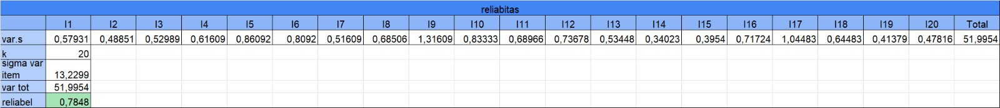 reliabitas
I1 I2 I3 I4 I5 I6 I7 I8 I9 I10 I11 I12 I13 I14 I15 I16 I17 I18 I19 I20 Total
var.s 0,57931 0,48851 0,52989 0,61609 0,86092 0,8092 0,51609 0,68506 1,31609 0,83333 0,68966 0,73678 0,53448 0,34023 0,3954 0,71724 1,04483 0,64483 0,41379 0,47816 51,9954
k 20
sigma var
item 13,2299
var tot 51,9954
reliabel 0,7848